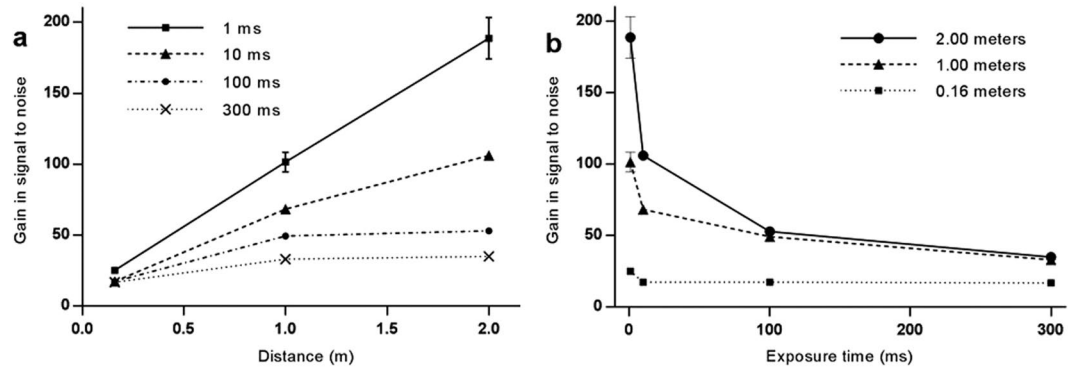 a
1 ms
10 ms
100 ms
300 ms
Gain in signal to noise
200
150
100
50
0
0.0 0.5 1.0 1.5 2.0
Distance (m)
b
2.00 meters
1.00 meters
0.16 meters
Gain in signal to noise
200
150
100
50
0
0 100 200 300
Exposure time (ms)